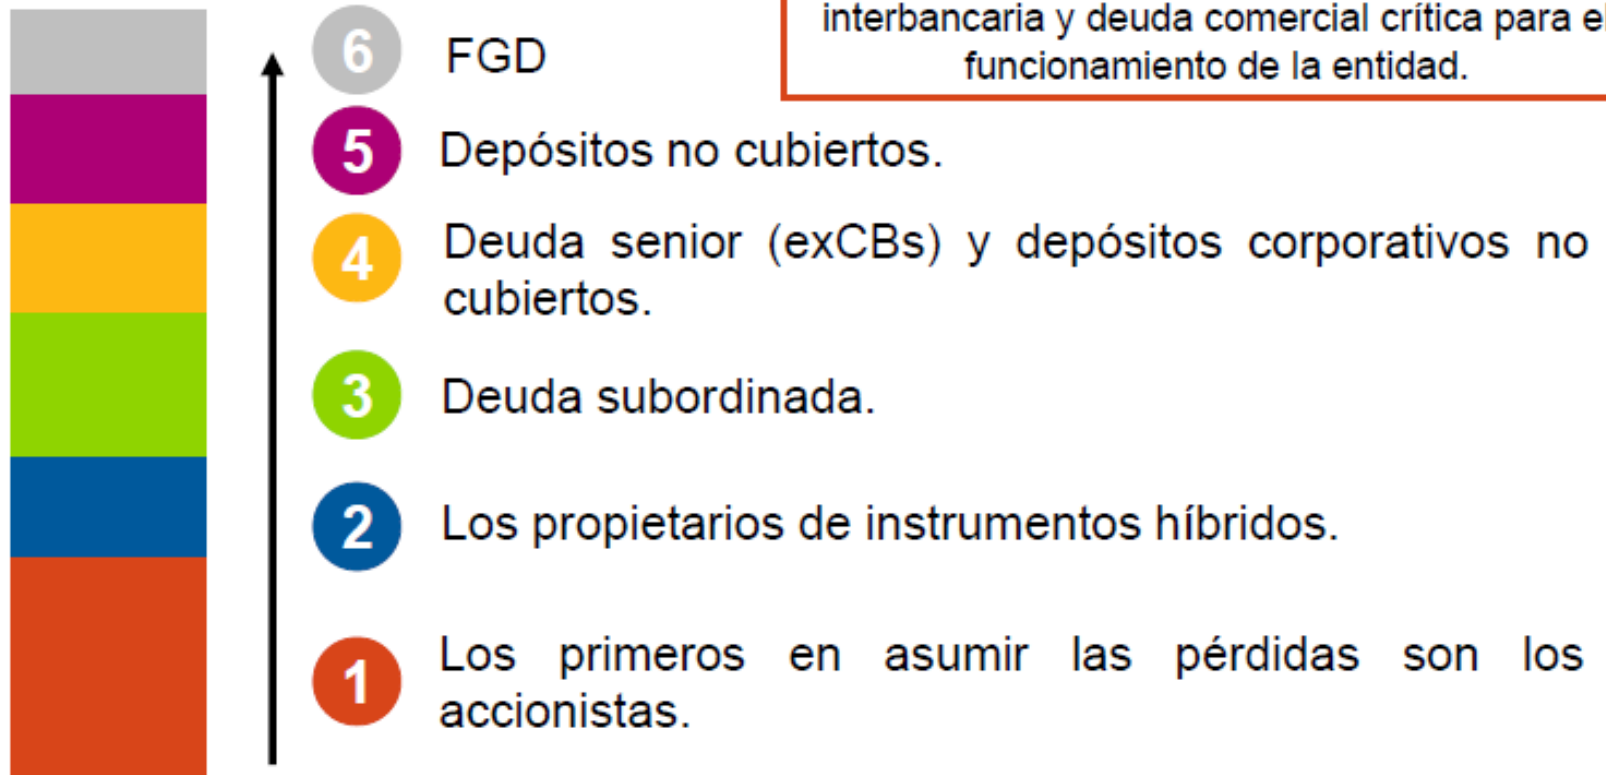 interbancaria y deuda comercial crítica para el
funcionamiento de la entidad.
6 FGD
5 Depósitos no cubiertos.
4 Deuda senior (exCBs) y depósitos corporativos no
cubiertos.
3 Deuda subordinada.
2 Los propietarios de instrumentos híbridos.
1 Los primeros en asumir las pérdidas son los
accionistas.